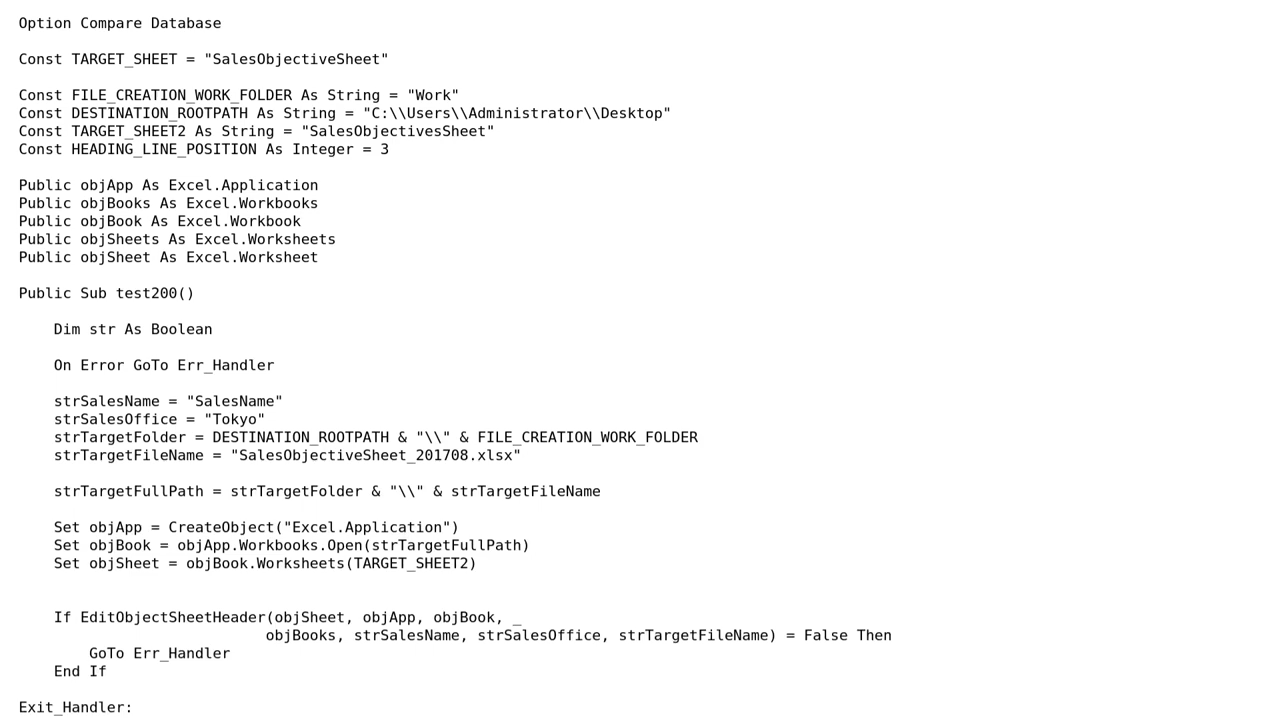 Option Compare Database
Const TARGET_SHEET = "SalesObjectiveSheet"
Const FILE_CREATION_WORK_FOLDER As String = "Work"
Const DESTINATION_ROOTPATH As String = "C:\\Users\\Administrator\\Desktop"
Const TARGET_SHEET2 As String = "SalesObjectivesSheet"
Const HEADING_LINE_POSITION As Integer = 3
Public objApp As Excel.Application
Public objBooks As Excel.Workbooks
Public objBook As Excel.Workbook
Public objSheets As Excel.Worksheets
Public objSheet As Excel.Worksheet
Public Sub test200()
    Dim str As Boolean
    On Error GoTo Err_Handler
    strSalesName = "SalesName"
    strSalesOffice = "Tokyo"
    strTargetFolder = DESTINATION_ROOTPATH & "\\" & FILE_CREATION_WORK_FOLDER
    strTargetFileName = "SalesObjectiveSheet_201708.xlsx"
    strTargetFullPath = strTargetFolder & "\\" & strTargetFileName
    Set objApp = CreateObject("Excel.Application")
    Set objBook = objApp.Workbooks.Open(strTargetFullPath)
    Set objSheet = objBook.Worksheets(TARGET_SHEET2)
    If EditObjectSheetHeader(objSheet, objApp, objBook, _
                            objBooks, strSalesName, strSalesOffice, strTargetFileName) = False Then
        GoTo Err_Handler
    End If
Exit_Handler: